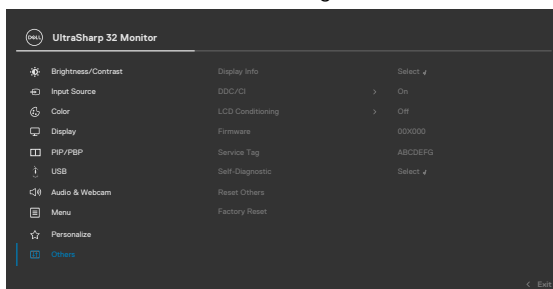 DELL UltraSharp 32 Monitor
Brightness/Contrast Display Info Select ✓
Input Source DDC/CI > On
Color LCD Conditioning > Off
Display Firmware 00X000
PIP/PBP Service Tag ABCDEFG
USB Self-Diagnostic Select ✓
Audio & Webcam Reset Others
Menu Factory Reset
Personalize
Others
< Exit